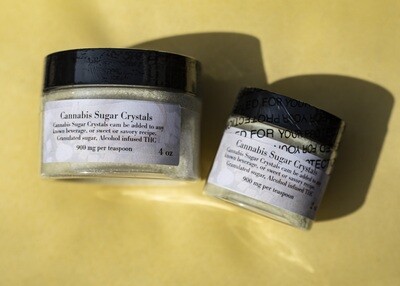 Cannabis Sugar Crystals
Cannabis Sugar Crystals cam be added to any
known beverage, or sweet or savory recipe.
Granulated sugar, Alcohol infused THC
900 mg per teaspoon
4 oz
FOR YOUR
FOR YOUR
Cannabis Sugar Crystals
Cannabis Sugar Crystals cam be added to
known beverage, or sweet or savory recipe.
Granulated sugar, Alcohol infused THC
900 mg per teaspoon